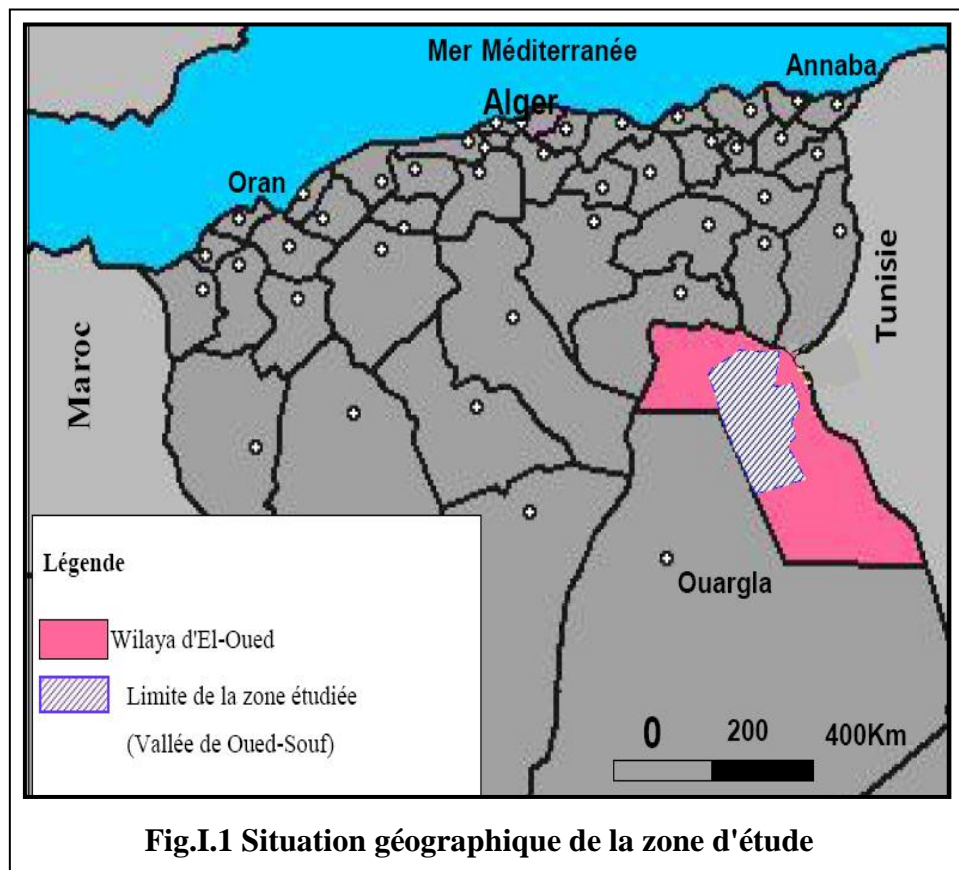 Mer Méditerranée
Annaba
Alger
Oran
Tunisie
Maroc
Ouargla
Légende
Wilaya d'El-Oued
Limite de la zone étudiée
(Vallée de Oued-Souf)
0 200 400Km
Fig.I.1 Situation géographique de la zone d'étude